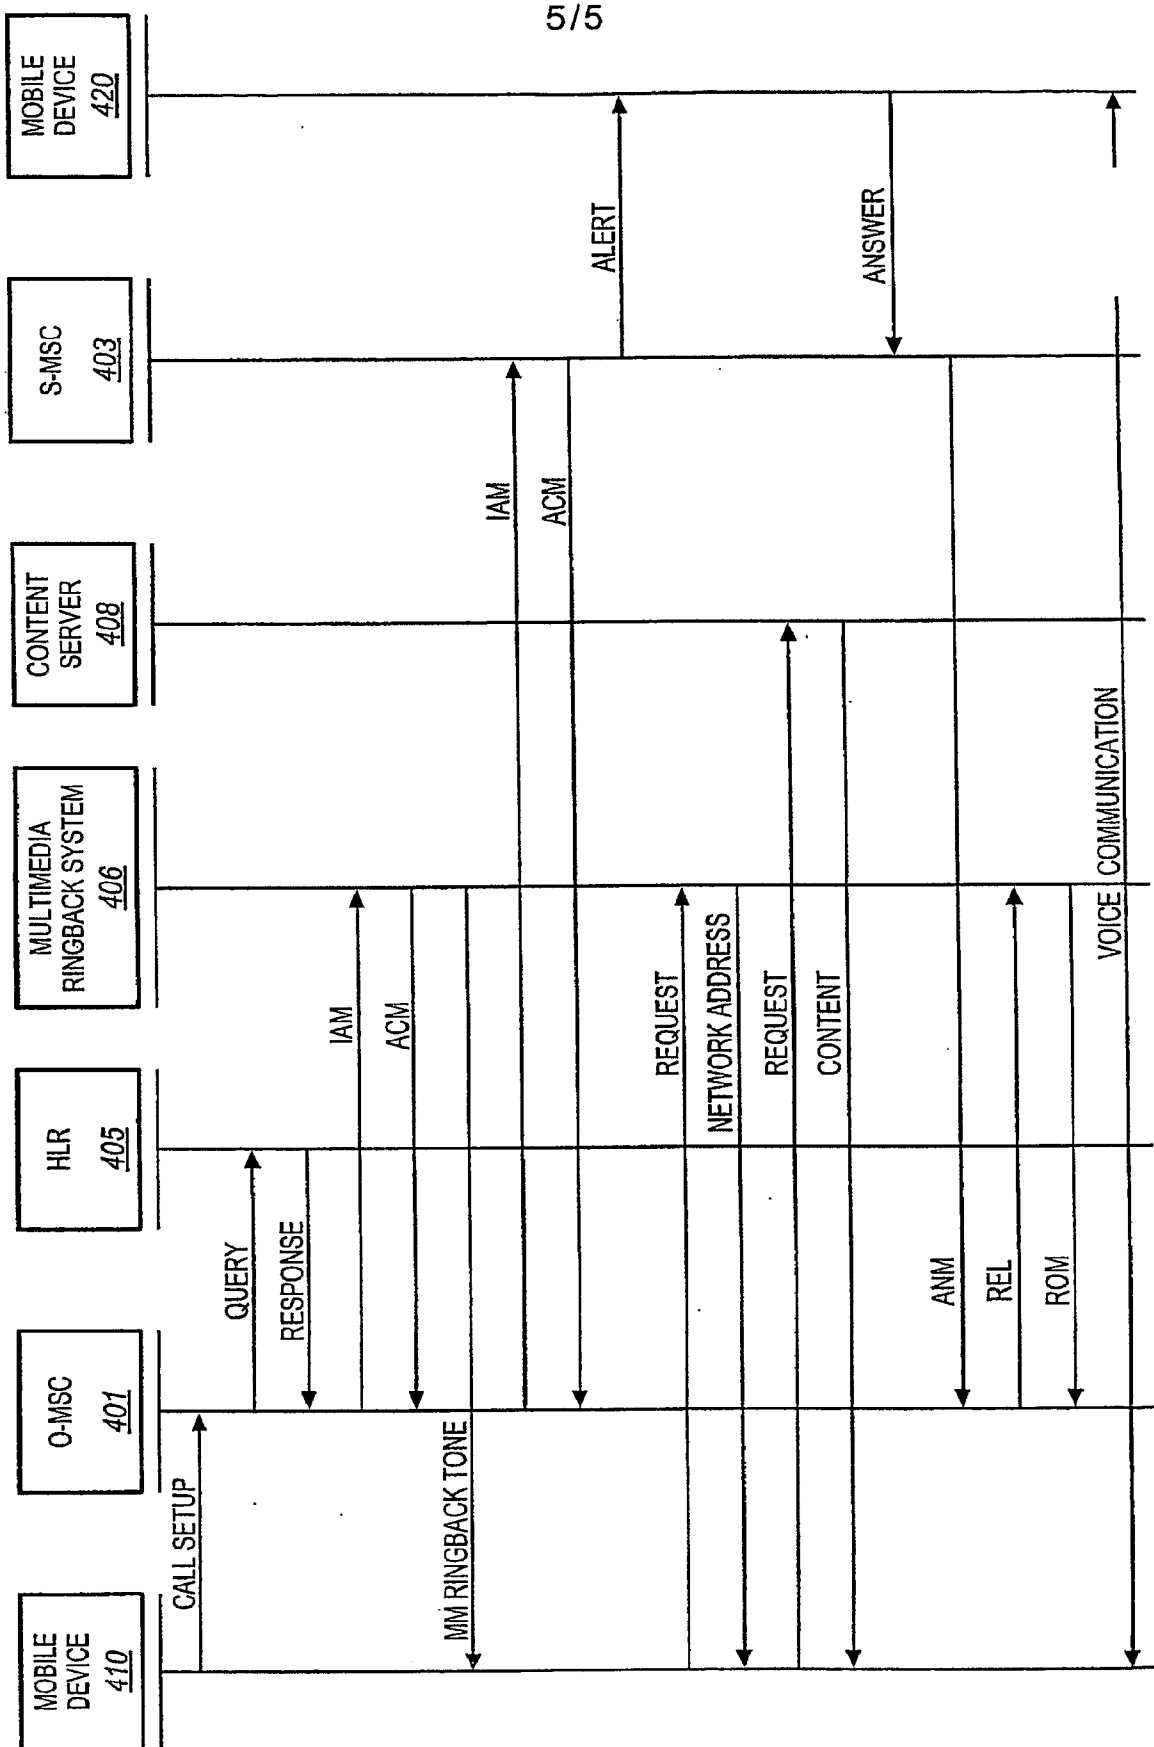 5/5
MOBILE
DEVICE
410
O-MSC
401
HLR
405
MULTIMEDIA
RINGBACK SYSTEM
406
CONTENT
SERVER
408
S-MSC
403
MOBILE
DEVICE
420
CALL SETUP
QUERY
RESPONSE
IAM
ACM
MM RINGBACK TONE
IAM
ACM
ALERT
REQUEST
NETWORK ADDRESS
REQUEST
CONTENT
ANSWER
ANM
REL
ROM
VOICE COMMUNICATION